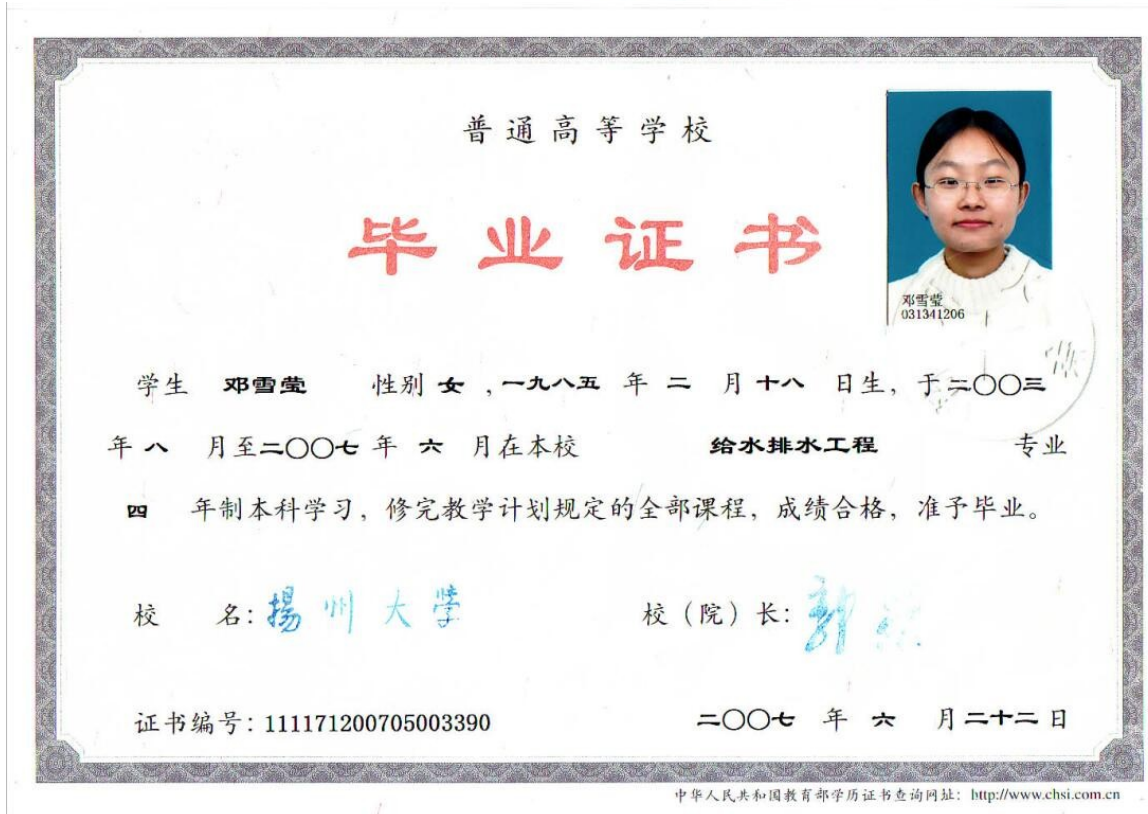 普通高等学校
毕业证书
邓雪莹
031341206
学生 邓雪莹 性别 女 ,一九八五 年 二 月 十八 日生, 于二〇〇三
年 八 月至二〇〇七 年 六 月在本校 给水排水工程 专业
四 年制本科学习, 修完教学计划规定的全部课程, 成绩合格, 准予毕业。
校 名: 揚州大學 校(院)长: 郭
证书编号: 111171200705003390 二〇〇七 年 六 月二十二日
中华人民共和国教育部学历证书查询网址: http://www.chsi.com.cn